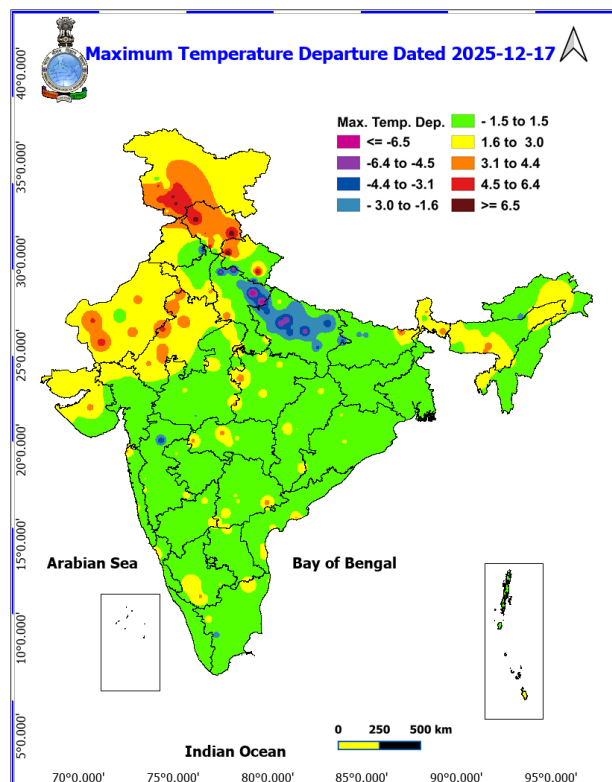 Maximum Temperature Departure Dated 2025-12-17
Max. Temp. Dep.
<= -6.5
-6.4 to -4.5
-4.4 to -3.1
- 3.0 to -1.6
- 1.5 to 1.5
1.6 to 3.0
3.1 to 4.4
4.5 to 6.4
>= 6.5
40°0.000'
35°0.000'
30°0.000'
25°0.000'
20°0.000'
15°0.000'
10°0.000'
5°0.000'
Arabian Sea
Bay of Bengal
0 250 500 km
Indian Ocean
70°0.000' 75°0.000' 80°0.000' 85°0.000' 90°0.000' 95°0.000'